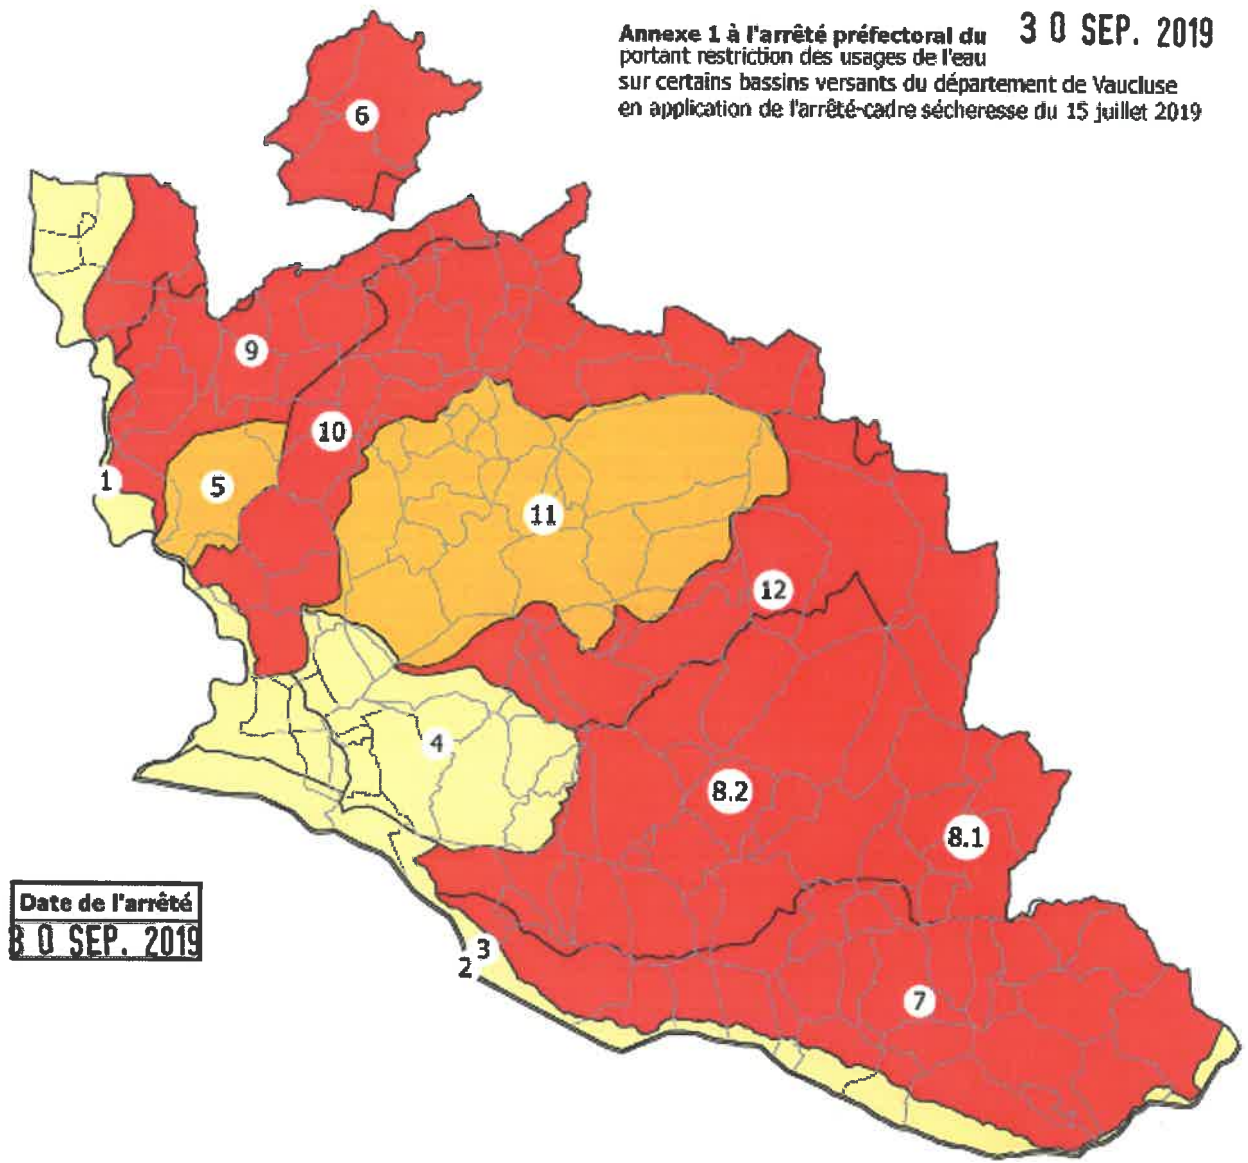 Annexe 1 à l'arrêté préfectoral du 30 SEP. 2019
portant restriction des usages de l'eau
sur certains bassins versants du département de Vaucluse
en application de l'arrêté-cadre sécheresse du 15 juillet 2019
6
9
10
1
5
11
12
4
8.2
8.1
Date de l'arrêté
30 SEP. 2019
3
2
7